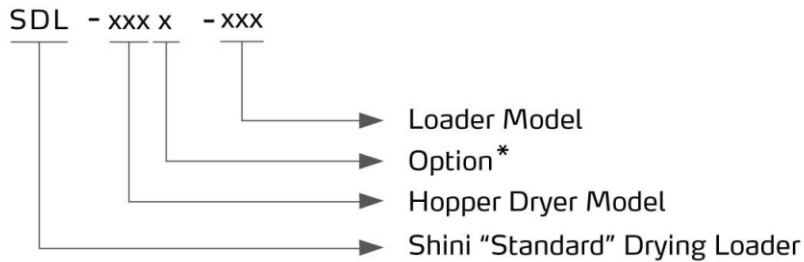 SDL - xxx x - xxx
Loader Model
Option*
Hopper Dryer Model
Shini “Standard” Drying Loader